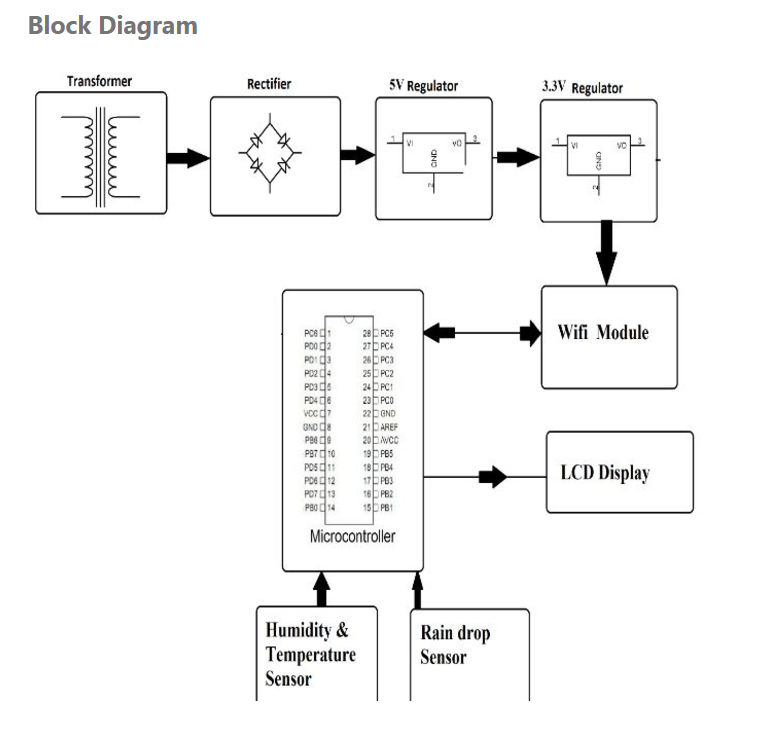 Block Diagram
Transformer
Rectifier
5V Regulator
3.3V Regulator
1 VI VO 3
GND
2
1 VI VO 3
GND
2
Wifi Module
PC6 1 28 PC5
PD0 2 27 PC4
PD1 3 26 PC3
PD2 4 25 PC2
PD3 5 24 PC1
PD4 6 23 PC0
VCC 7 22 GND
GND 8 21 AREF
PB6 9 20 AVCC
PB7 10 19 PB5
PD5 11 18 PB4
PD6 12 17 PB3
PD7 13 16 PB2
PB0 14 15 PB1
Microcontroller
LCD Display
Humidity &
Temperature
Sensor
Rain drop
Sensor